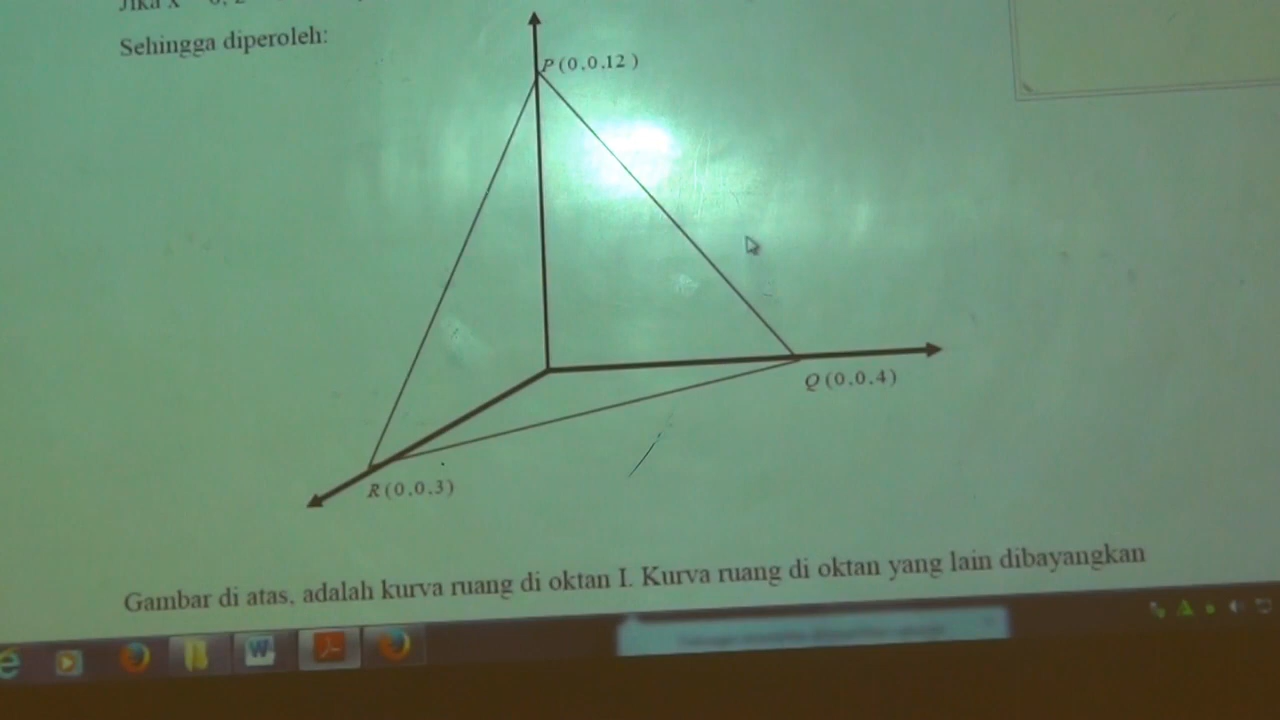 Sehingga diperoleh:
P(0,0,12)
Q(0,0,4)
R(0,0,3)
Gambar di atas, adalah kurva ruang di oktan I. Kurva ruang di oktan yang lain dibayangkan